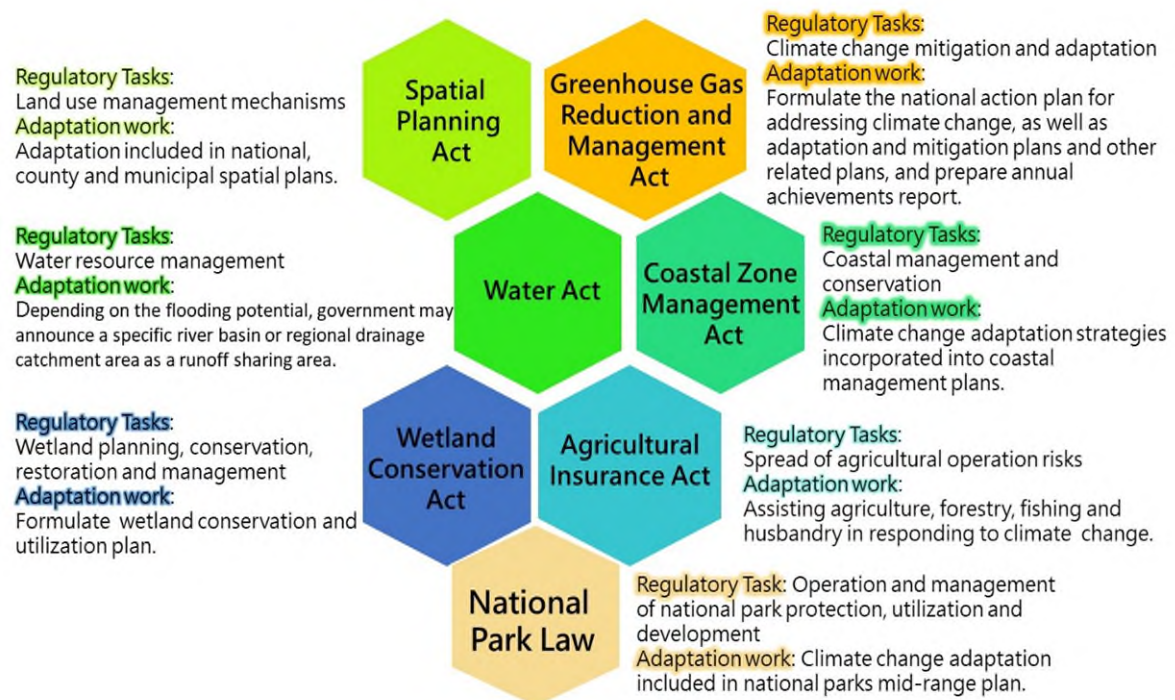 Regulatory Tasks:
Land use management mechanisms
Adaptation work:
Adaptation included in national,
county and municipal spatial plans.
Spatial
Planning
Act
Greenhouse Gas
Reduction and
Management
Act
Regulatory Tasks:
Climate change mitigation and adaptation
Adaptation work:
Formulate the national action plan for
addressing climate change, as well as
adaptation and mitigation plans and other
related plans, and prepare annual
achievements report.
Regulatory Tasks:
Water resource management
Adaptation work:
Depending on the flooding potential, government may
announce a specific river basin or regional drainage
catchment area as a runoff sharing area.
Water Act
Coastal Zone
Management
Act
Regulatory Tasks:
Coastal management and
conservation
Adaptation work:
Climate change adaptation strategies
incorporated into coastal
management plans.
Regulatory Tasks:
Wetland planning, conservation,
restoration and management
Adaptation work:
Formulate wetland conservation and
utilization plan.
Wetland
Conservation
Act
Agricultural
Insurance Act
Regulatory Tasks:
Spread of agricultural operation risks
Adaptation work:
Assisting agriculture, forestry, fishing and
husbandry in responding to climate change.
National
Park Law
Regulatory Task: Operation and management
of national park protection, utilization and
development
Adaptation work: Climate change adaptation
included in national parks mid-range plan.